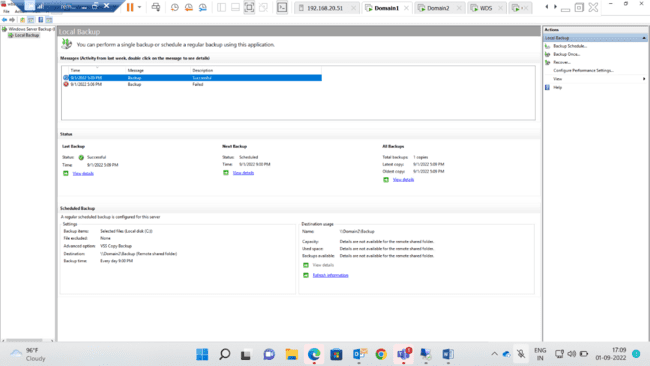 192.168.20.51
Domain1
Domain2
WDS
Windows Server Backup (L
Local Backup
Local Backup
You can perform a single backup or schedule a regular backup using this application.
Messages (Activity from last week, double click on the message to see details)
Time Message Description
9/1/2022 5:09 PM Backup Successful
9/1/2022 5:08 PM Backup Failed
Status
Last Backup
Status: Successful
Time: 9/1/2022 5:09 PM
View details
Next Backup
Status: Scheduled
Time: 9/1/2022 9:00 PM
View details
All Backups
Total backups: 1 copies
Latest copy: 9/1/2022 5:09 PM
Oldest copy: 9/1/2022 5:09 PM
View details
Scheduled Backup
A regular scheduled backup is configured for this server
Settings
Backup items: Selected files (Local disk (C:))
File excluded: None
Advanced option: VSS Copy Backup
Destination: \\Domain2\Backup (Remote shared folder)
Backup time: Every day 9:00 PM
Destination usage
Name: \\Domain2\Backup
Capacity: Details are not available for the remote shared folder.
Used space: Details are not available for the remote shared folder.
Backups available: Details are not available for the remote shared folder.
View details
Refresh information
Actions
Local Backup
Backup Schedule...
Backup Once...
Recover...
Configure Performance Settings...
View
Help
96°F
Cloudy
ENG
IN
17:09
01-09-2022